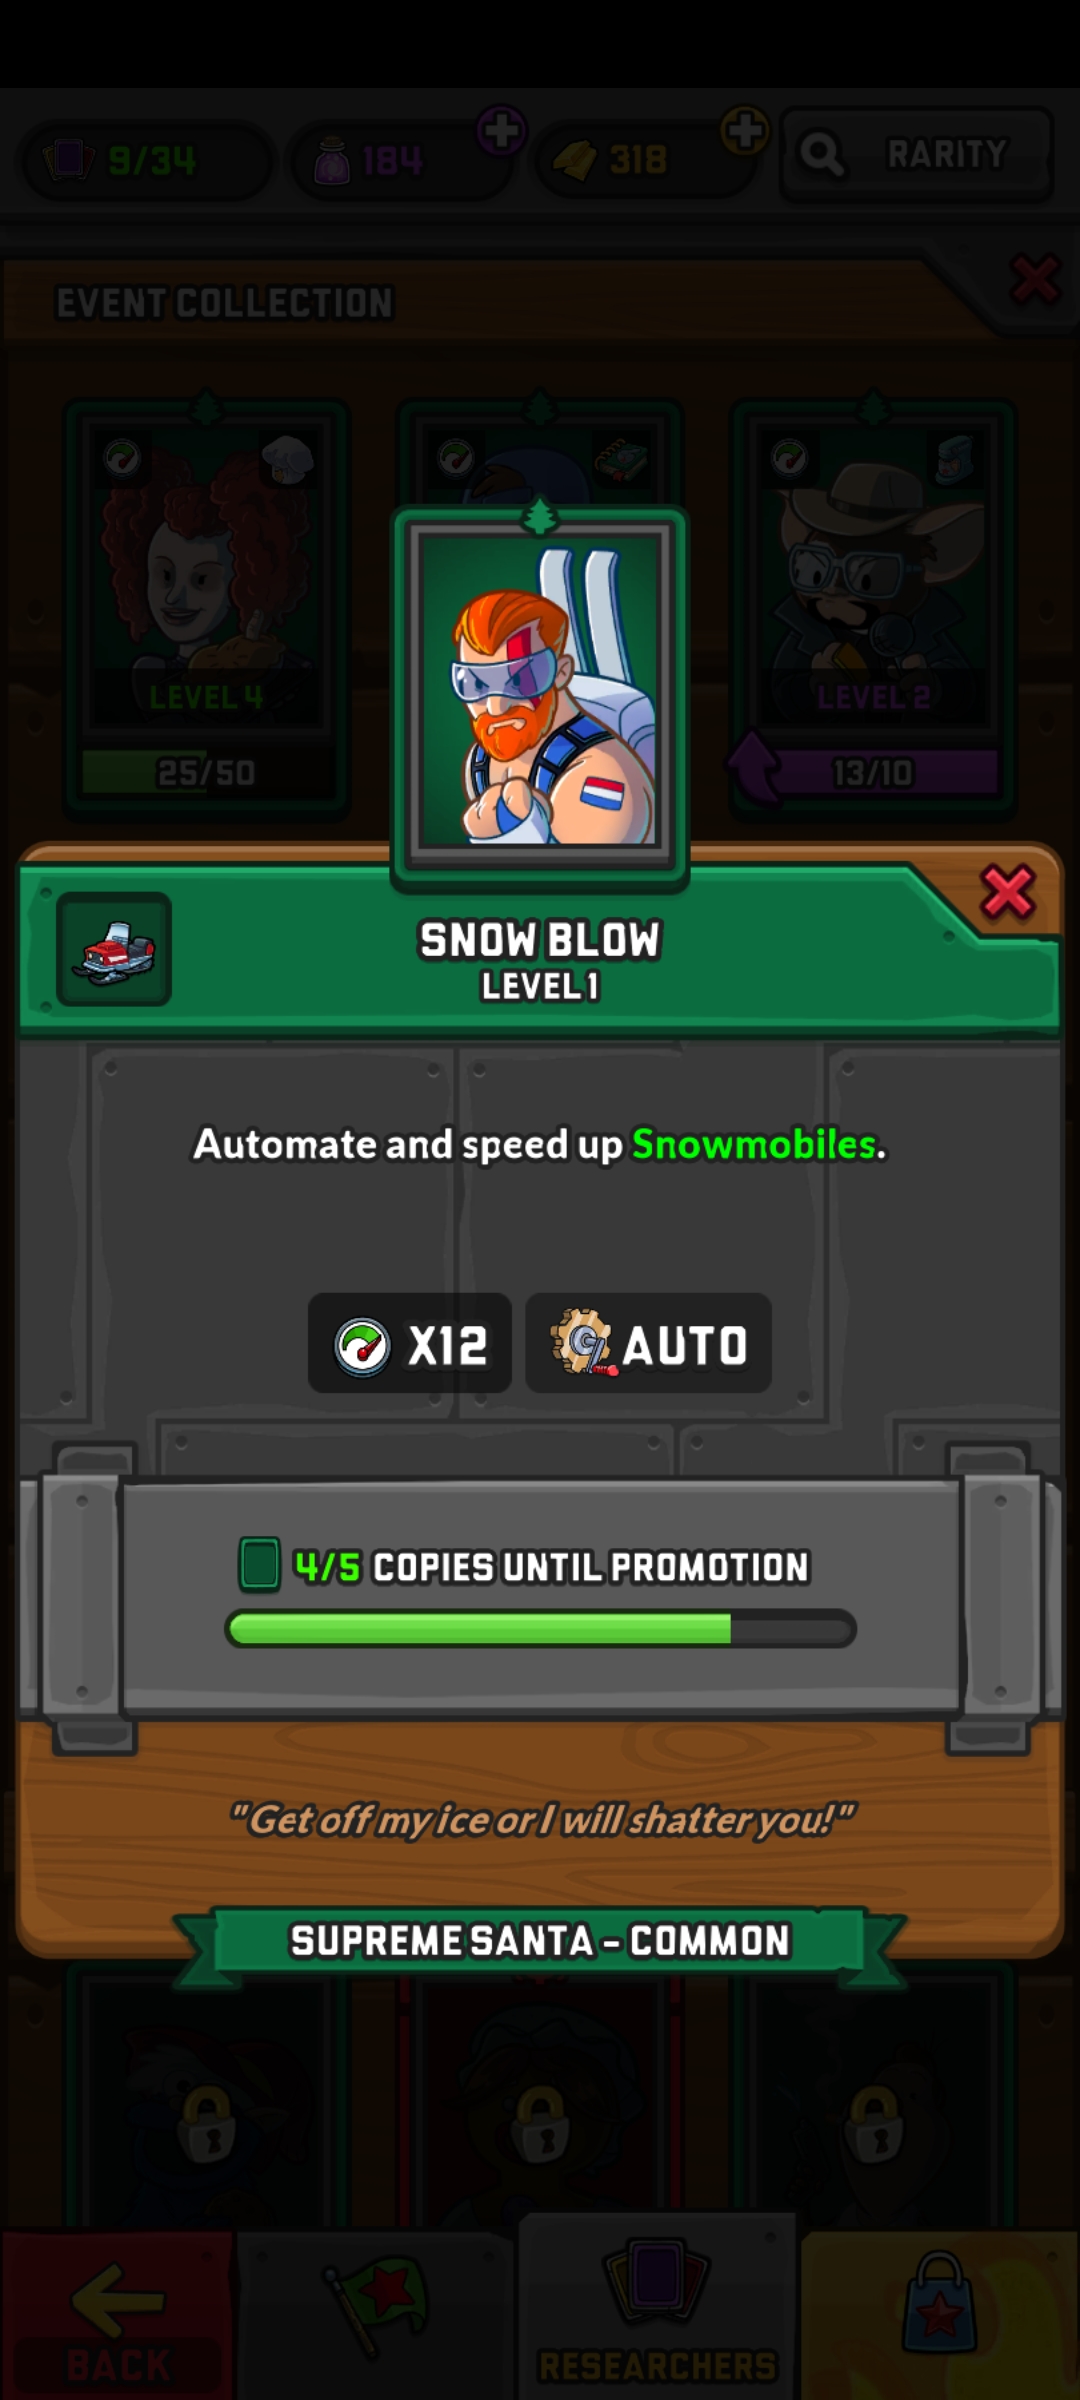 9/34
184
318
RARITY
EVENT COLLECTION
LEVEL 4
LEVEL 2
25/50
13/10
SNOW BLOW
LEVEL 1
Automate and speed up Snowmobiles.
X12
AUTO
4/5 COPIES UNTIL PROMOTION
"Get off my ice or I will shatter you!"
SUPREME SANTA - COMMON
BACK
RESEARCHERS